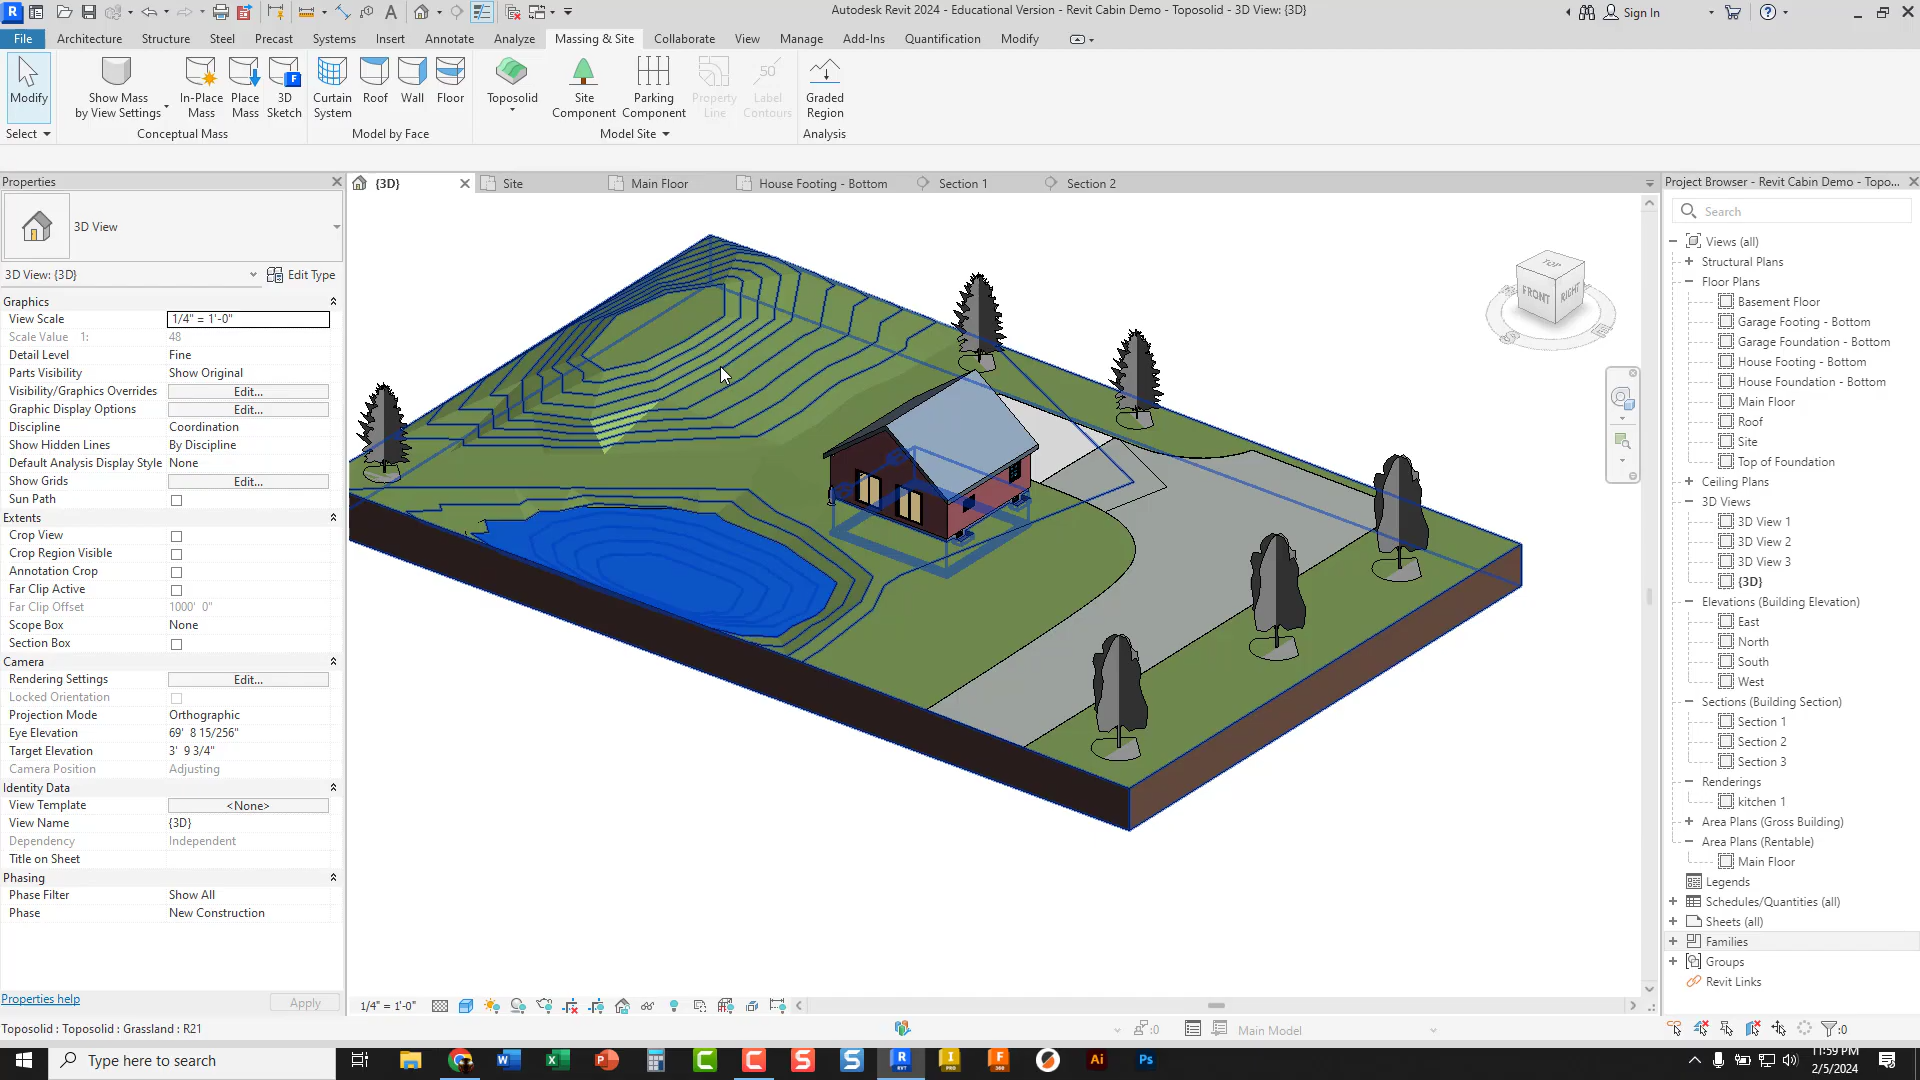 Autodesk Revit 2024 - Educational Version - Revit Cabin Demo - Toposolid - 3D View: {3D}
Sign In
File
Architecture
Structure
Steel
Precast
Systems
Insert
Annotate
Analyze
Massing & Site
Collaborate
View
Manage
Add-Ins
Quantification
Modify
Modify
Show Mass
by View Settings
In-Place
Mass
Place
Mass
3D
Sketch
Curtain
System
Roof
Wall
Floor
Toposolid
Site
Component
Parking
Component
Property
Line
Label
Contours
Graded
Region
Select
Conceptual Mass
Model by Face
Model Site
Analysis
Properties
3D View
3D View: {3D}
Edit Type
Graphics
View Scale 1/4" = 1'-0"
Scale Value 1: 48
Detail Level Fine
Parts Visibility Show Original
Visibility/Graphics Overrides Edit...
Graphic Display Options Edit...
Discipline Coordination
Show Hidden Lines By Discipline
Default Analysis Display Style None
Show Grids Edit...
Sun Path
Extents
Crop View
Crop Region Visible
Annotation Crop
Far Clip Active
Far Clip Offset 1000' 0"
Scope Box None
Section Box
Camera
Rendering Settings Edit...
Locked Orientation
Projection Mode Orthographic
Eye Elevation 69' 8 15/256"
Target Elevation 3' 9 3/4"
Camera Position Adjusting
Identity Data
View Template <None>
View Name {3D}
Dependency Independent
Title on Sheet
Phasing
Phase Filter Show All
Phase New Construction
Properties help
Apply
{3D}
Site
Main Floor
House Footing - Bottom
Section 1
Section 2
TOP
FRONT
RIGHT
1/4" = 1'-0"
Project Browser - Revit Cabin Demo - Topo...
Search
Views (all)
Structural Plans
Floor Plans
Basement Floor
Garage Footing - Bottom
Garage Foundation - Bottom
House Footing - Bottom
House Foundation - Bottom
Main Floor
Roof
Site
Top of Foundation
Ceiling Plans
3D Views
3D View 1
3D View 2
3D View 3
{3D}
Elevations (Building Elevation)
East
North
South
West
Sections (Building Section)
Section 1
Section 2
Section 3
Renderings
kitchen 1
Area Plans (Gross Building)
Area Plans (Rentable)
Main Floor
Legends
Schedules/Quantities (all)
Sheets (all)
Families
Groups
Revit Links
Toposolid : Toposolid : Grassland : R21
:0
Main Model
:0
Type here to search
11:59 PM
2/5/2024